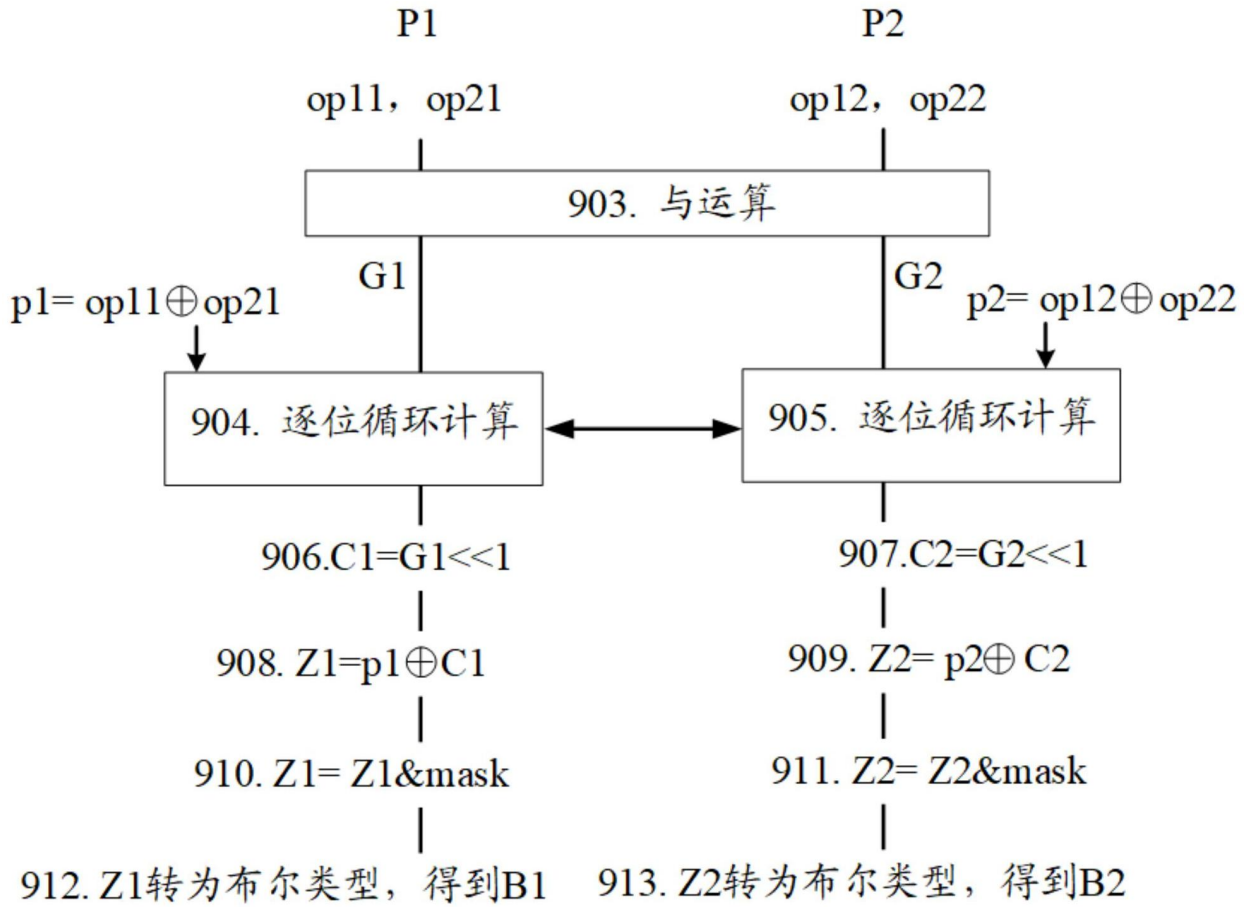 P1 P2
op11，op21 op12，op22
903. 与运算
G1 G2
p1= op11⊕op21 p2= op12⊕op22
904. 逐位循环计算 905. 逐位循环计算
906.C1=G1<<1 907.C2=G2<<1
908. Z1=p1⊕C1 909. Z2= p2⊕C2
910. Z1= Z1&mask 911. Z2= Z2&mask
912. Z1转为布尔类型，得到B1 913. Z2转为布尔类型，得到B2